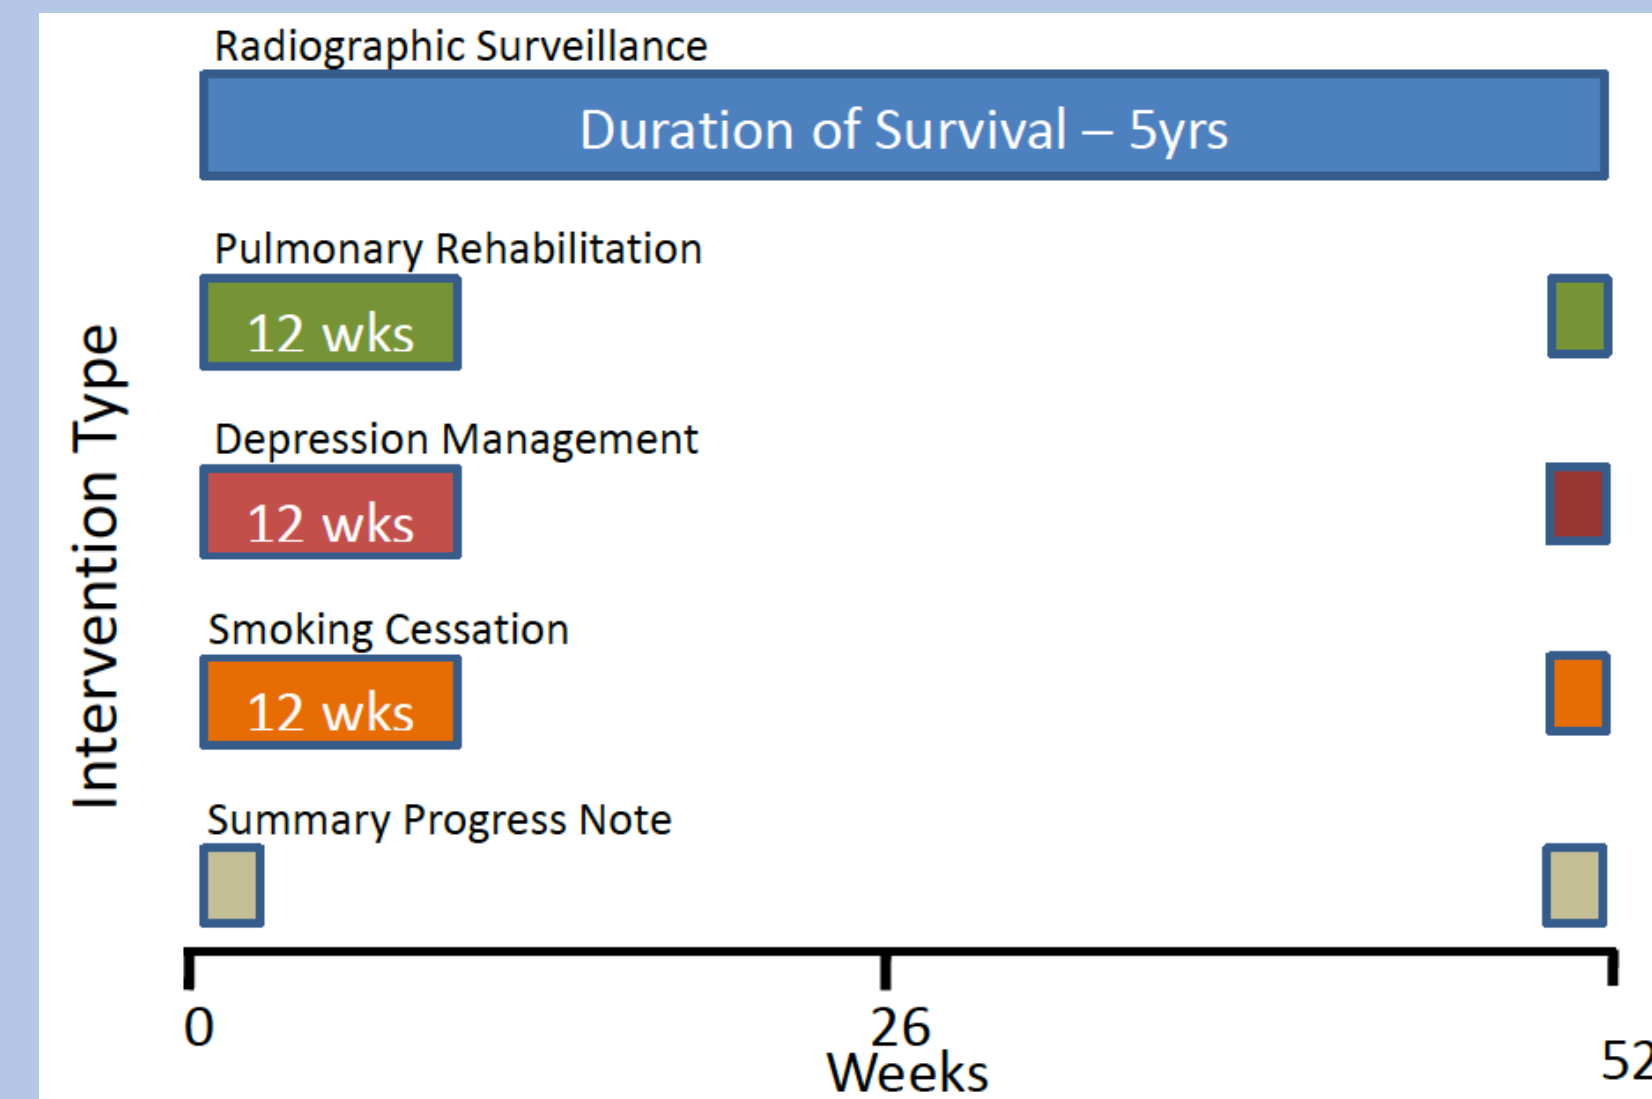 Radiographic Surveillance
Duration of Survival – 5yrs
Pulmonary Rehabilitation
12 wks
Depression Management
12 wks
Smoking Cessation
12 wks
Summary Progress Note
Intervention Type
0
26
52
Weeks